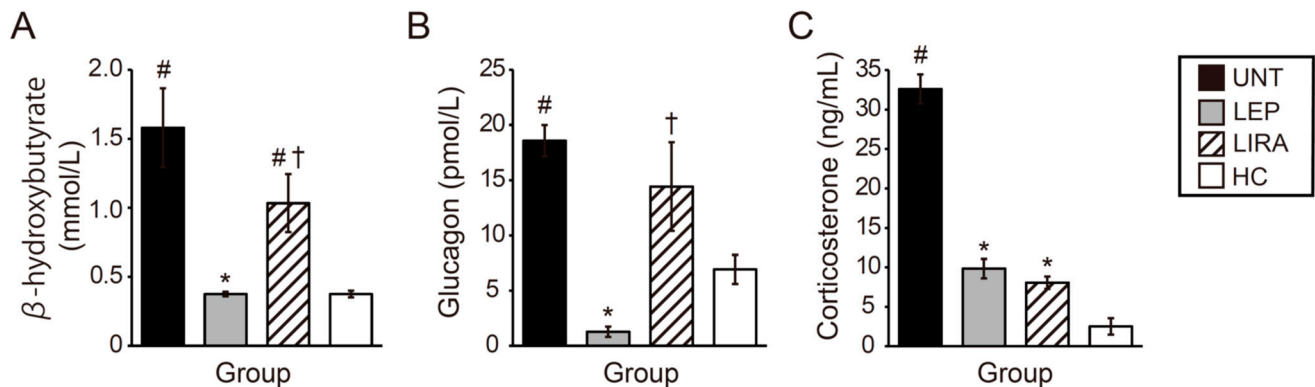 A
β-hydroxybutyrate
(mmol/L)
2.0
1.5
1.0
0.5
0
#
*
# †
Group
B
Glucagon (pmol/L)
25
20
15
10
5
0
#
*
†
Group
C
Corticosterone (ng/mL)
35
30
25
20
15
10
5
0
#
*
*
Group
UNT
LEP
LIRA
HC